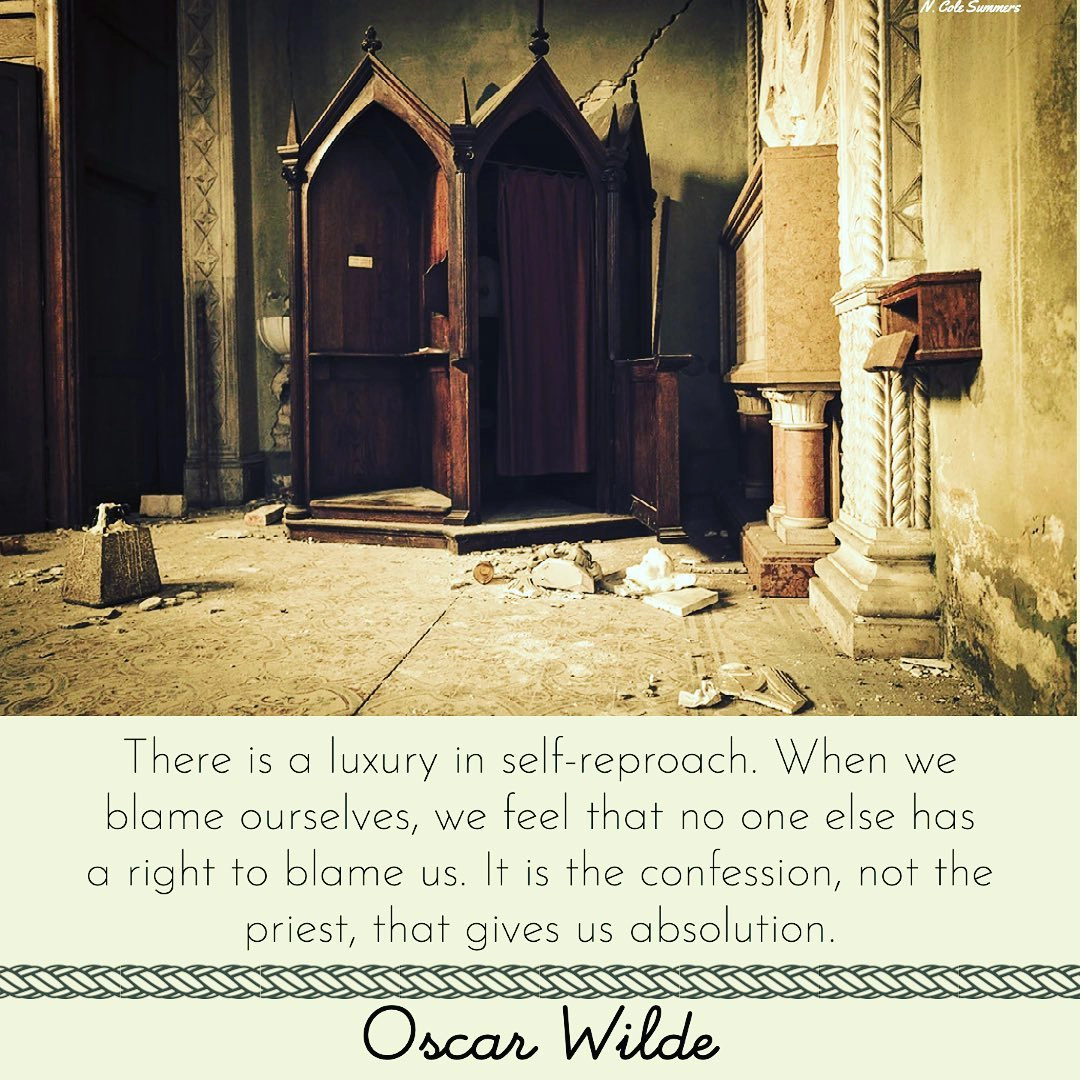 N. Cole Summers
There is a luxury in self-reproach. When we
blame ourselves, we feel that no one else has
a right to blame us. It is the confession, not the
priest, that gives us absolution.
Oscar Wilde